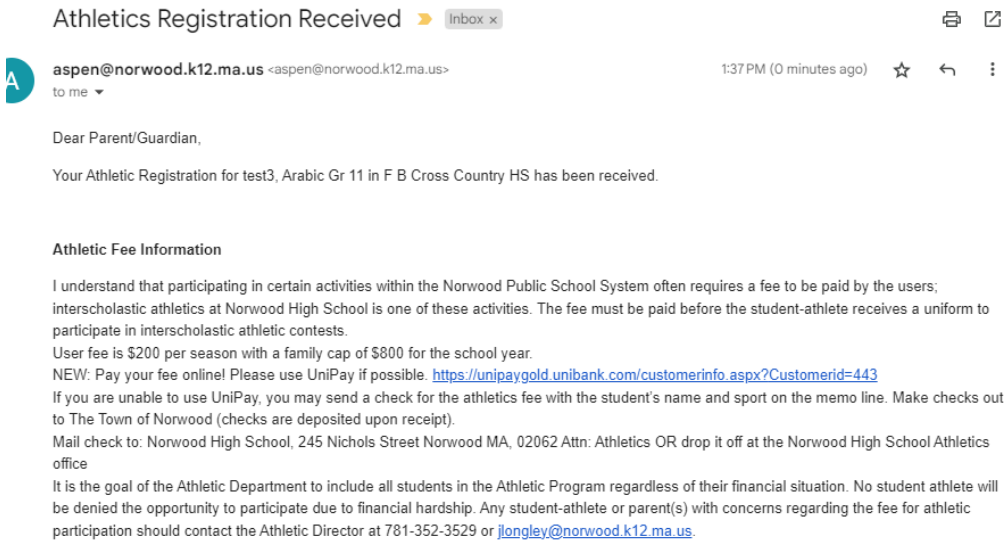 Athletics Registration Received Inbox x
A
aspen@norwood.k12.ma.us <aspen@norwood.k12.ma.us> 1:37 PM (0 minutes ago)
to me
Dear Parent/Guardian,
Your Athletic Registration for test3, Arabic Gr 11 in F B Cross Country HS has been received.
Athletic Fee Information
I understand that participating in certain activities within the Norwood Public School System often requires a fee to be paid by the users;
interscholastic athletics at Norwood High School is one of these activities. The fee must be paid before the student-athlete receives a uniform to
participate in interscholastic athletic contests.
User fee is $200 per season with a family cap of $800 for the school year.
NEW: Pay your fee online! Please use UniPay if possible. https://unipaygold.unibank.com/customerinfo.aspx?Customerid=443
If you are unable to use UniPay, you may send a check for the athletics fee with the student's name and sport on the memo line. Make checks out
to The Town of Norwood (checks are deposited upon receipt).
Mail check to: Norwood High School, 245 Nichols Street Norwood MA, 02062 Attn: Athletics OR drop it off at the Norwood High School Athletics
office
It is the goal of the Athletic Department to include all students in the Athletic Program regardless of their financial situation. No student athlete will
be denied the opportunity to participate due to financial hardship. Any student-athlete or parent(s) with concerns regarding the fee for athletic
participation should contact the Athletic Director at 781-352-3529 or jlongley@norwood.k12.ma.us.